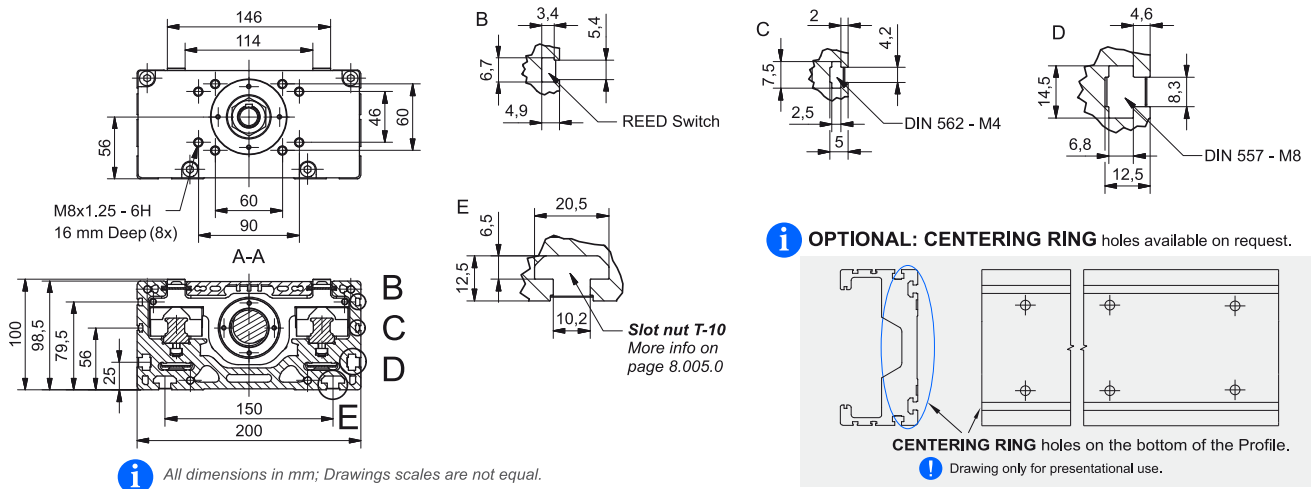 146
114
56
46
60
M8x1.25 - 6H
16 mm Deep (8x)
60
90
A-A
100
98,5
79,5
56
25
150
200
B
C
D
E
B
3,4
5,4
6,7
4,9
REED Switch
C
2
4,2
7,5
2,5
5
DIN 562 - M4
D
4,6
14,5
8,3
6,8
12,5
DIN 557 - M8
E
20,5
6,5
12,5
10,2
Slot nut T-10
More info on
page 8.005.0
i OPTIONAL: CENTERING RING holes available on request.
CENTERING RING holes on the bottom of the Profile.
! Drawing only for presentational use.
i All dimensions in mm; Drawings scales are not equal.